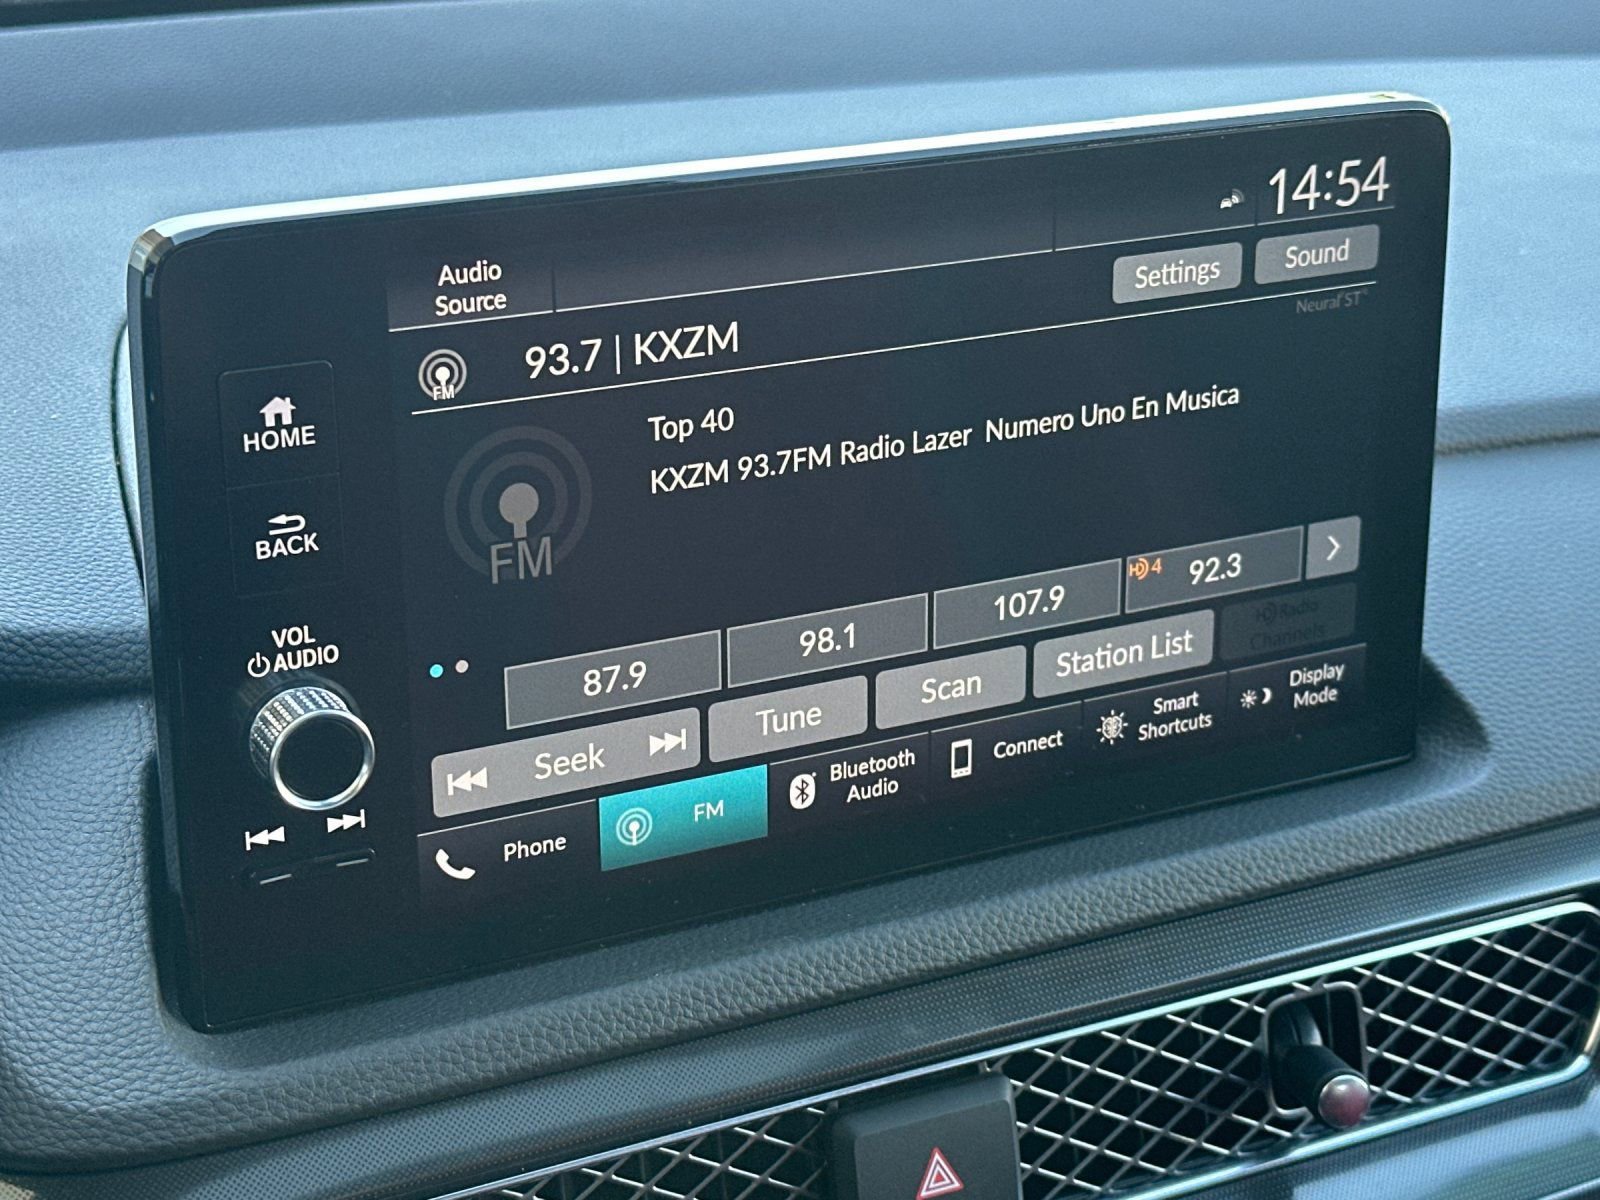 14:54
Audio
Source
Settings
Sound
Neural ST
FM
93.7 | KXZM
HOME
Top 40
KXZM 93.7FM Radio Lazer Numero Uno En Musica
FM
BACK
87.9
98.1
107.9
HD 4 92.3
VOL
AUDIO
Seek
Tune
Scan
Station List
HD Radio
Channels
Phone
FM
Bluetooth
Audio
Connect
Smart
Shortcuts
Display
Mode